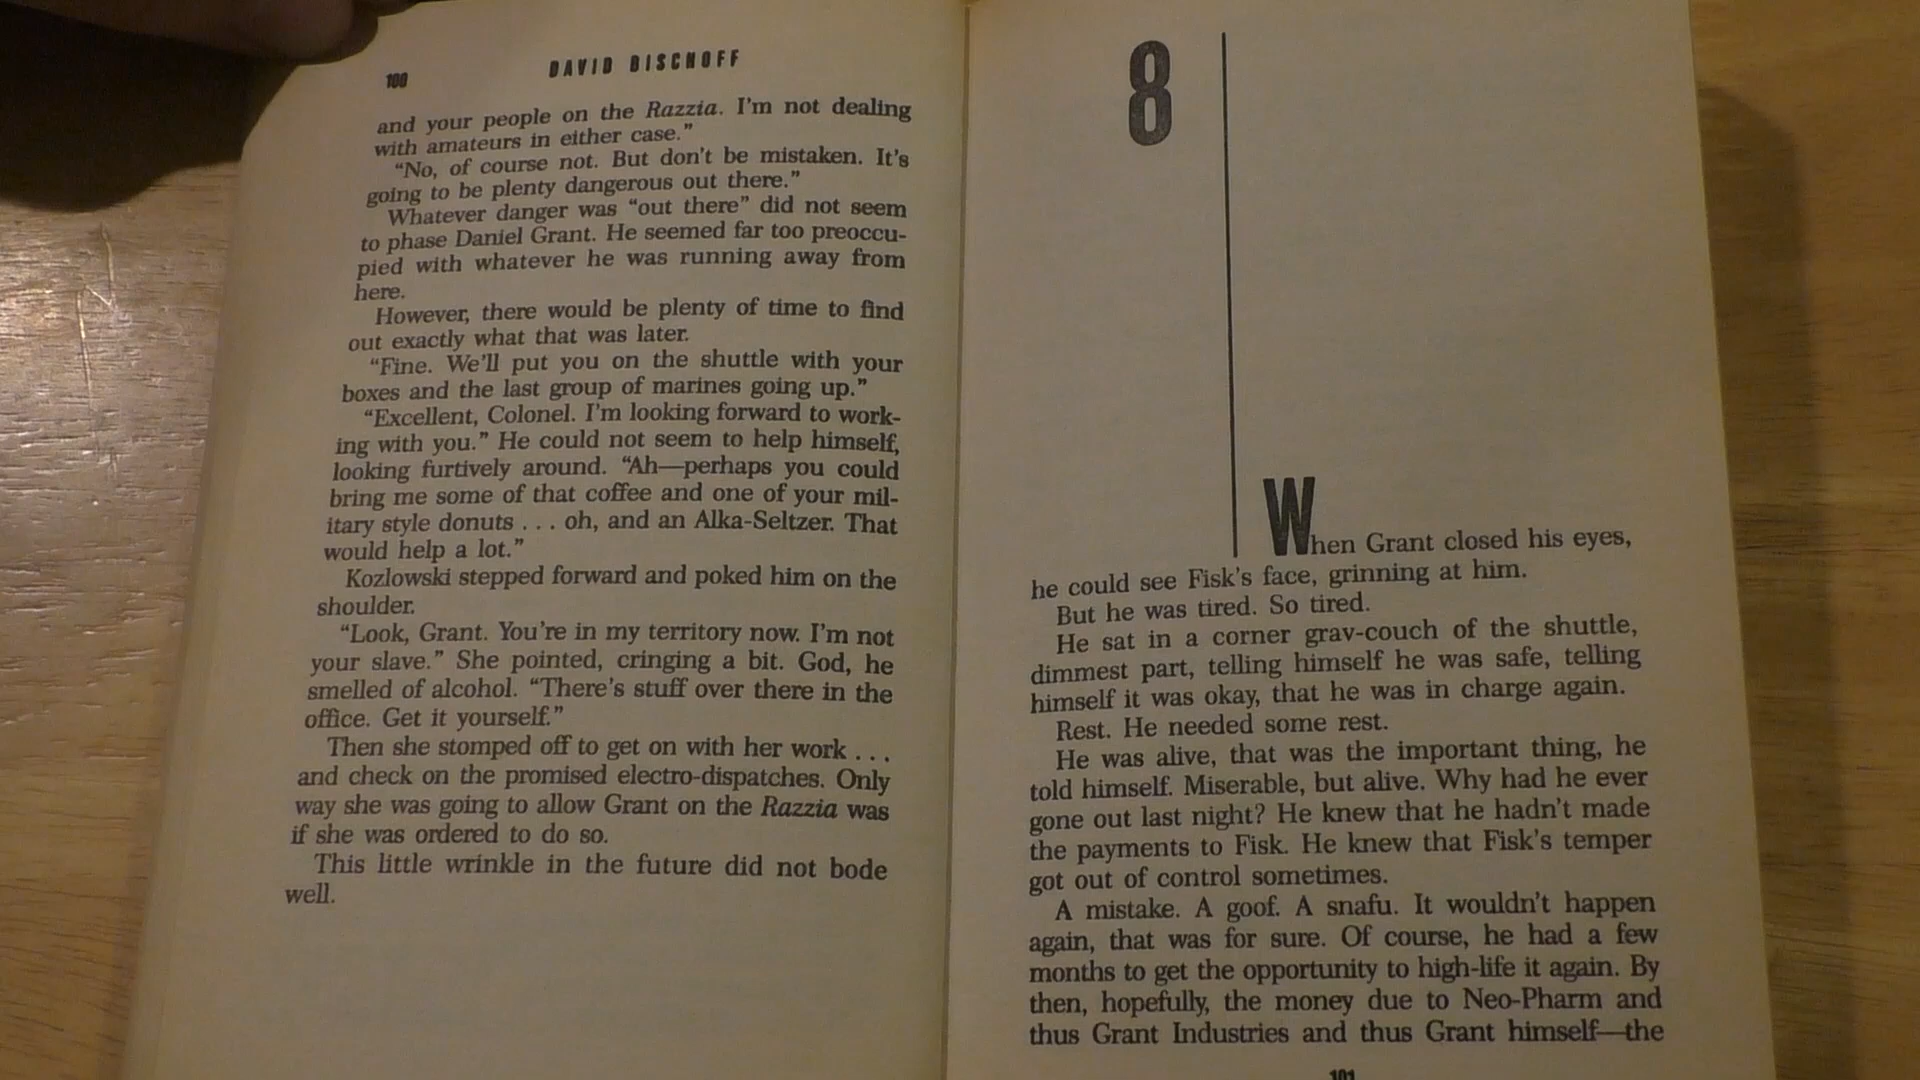 100
DAVID BISCHOFF
and your people on the Razzia. I'm not dealing
with amateurs in either case."
"No, of course not. But don't be mistaken. It's
going to be plenty dangerous out there."
Whatever danger was "out there" did not seem
to phase Daniel Grant. He seemed far too preoccu-
pied with whatever he was running away from
here.
However, there would be plenty of time to find
out exactly what that was later.
"Fine. We'll put you on the shuttle with your
boxes and the last group of marines going up."
"Excellent, Colonel. I'm looking forward to work-
ing with you." He could not seem to help himself,
looking furtively around. "Ah—perhaps you could
bring me some of that coffee and one of your mil-
itary style donuts . . . oh, and an Alka-Seltzer. That
would help a lot."
Kozlowski stepped forward and poked him on the
shoulder.
"Look, Grant. You're in my territory now. I'm not
your slave." She pointed, cringing a bit. God, he
smelled of alcohol. "There's stuff over there in the
office. Get it yourself."
Then she stomped off to get on with her work . . .
and check on the promised electro-dispatches. Only
way she was going to allow Grant on the Razzia was
if she was ordered to do so.
This little wrinkle in the future did not bode
well.
8
When Grant closed his eyes,
he could see Fisk's face, grinning at him.
But he was tired. So tired.
He sat in a corner grav-couch of the shuttle,
dimmest part, telling himself he was safe, telling
himself it was okay, that he was in charge again.
Rest. He needed some rest.
He was alive, that was the important thing, he
told himself. Miserable, but alive. Why had he ever
gone out last night? He knew that he hadn't made
the payments to Fisk. He knew that Fisk's temper
got out of control sometimes.
A mistake. A goof. A snafu. It wouldn't happen
again, that was for sure. Of course, he had a few
months to get the opportunity to high-life it again. By
then, hopefully, the money due to Neo-Pharm and
thus Grant Industries and thus Grant himself—the
101